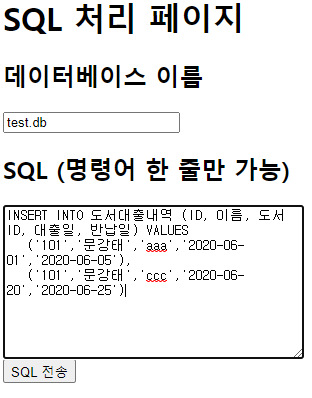 SQL 처리 페이지
데이터베이스 이름
test.db
SQL (명령어 한 줄만 가능)
INSERT INTO 도서대출내역 (ID, 이름, 도서
ID, 대출일, 반납일) VALUES
('101','문강태','aaa','2020-06-
01','2020-06-05'),
('101','문강태','ccc','2020-06-
20','2020-06-25')
SQL 전송